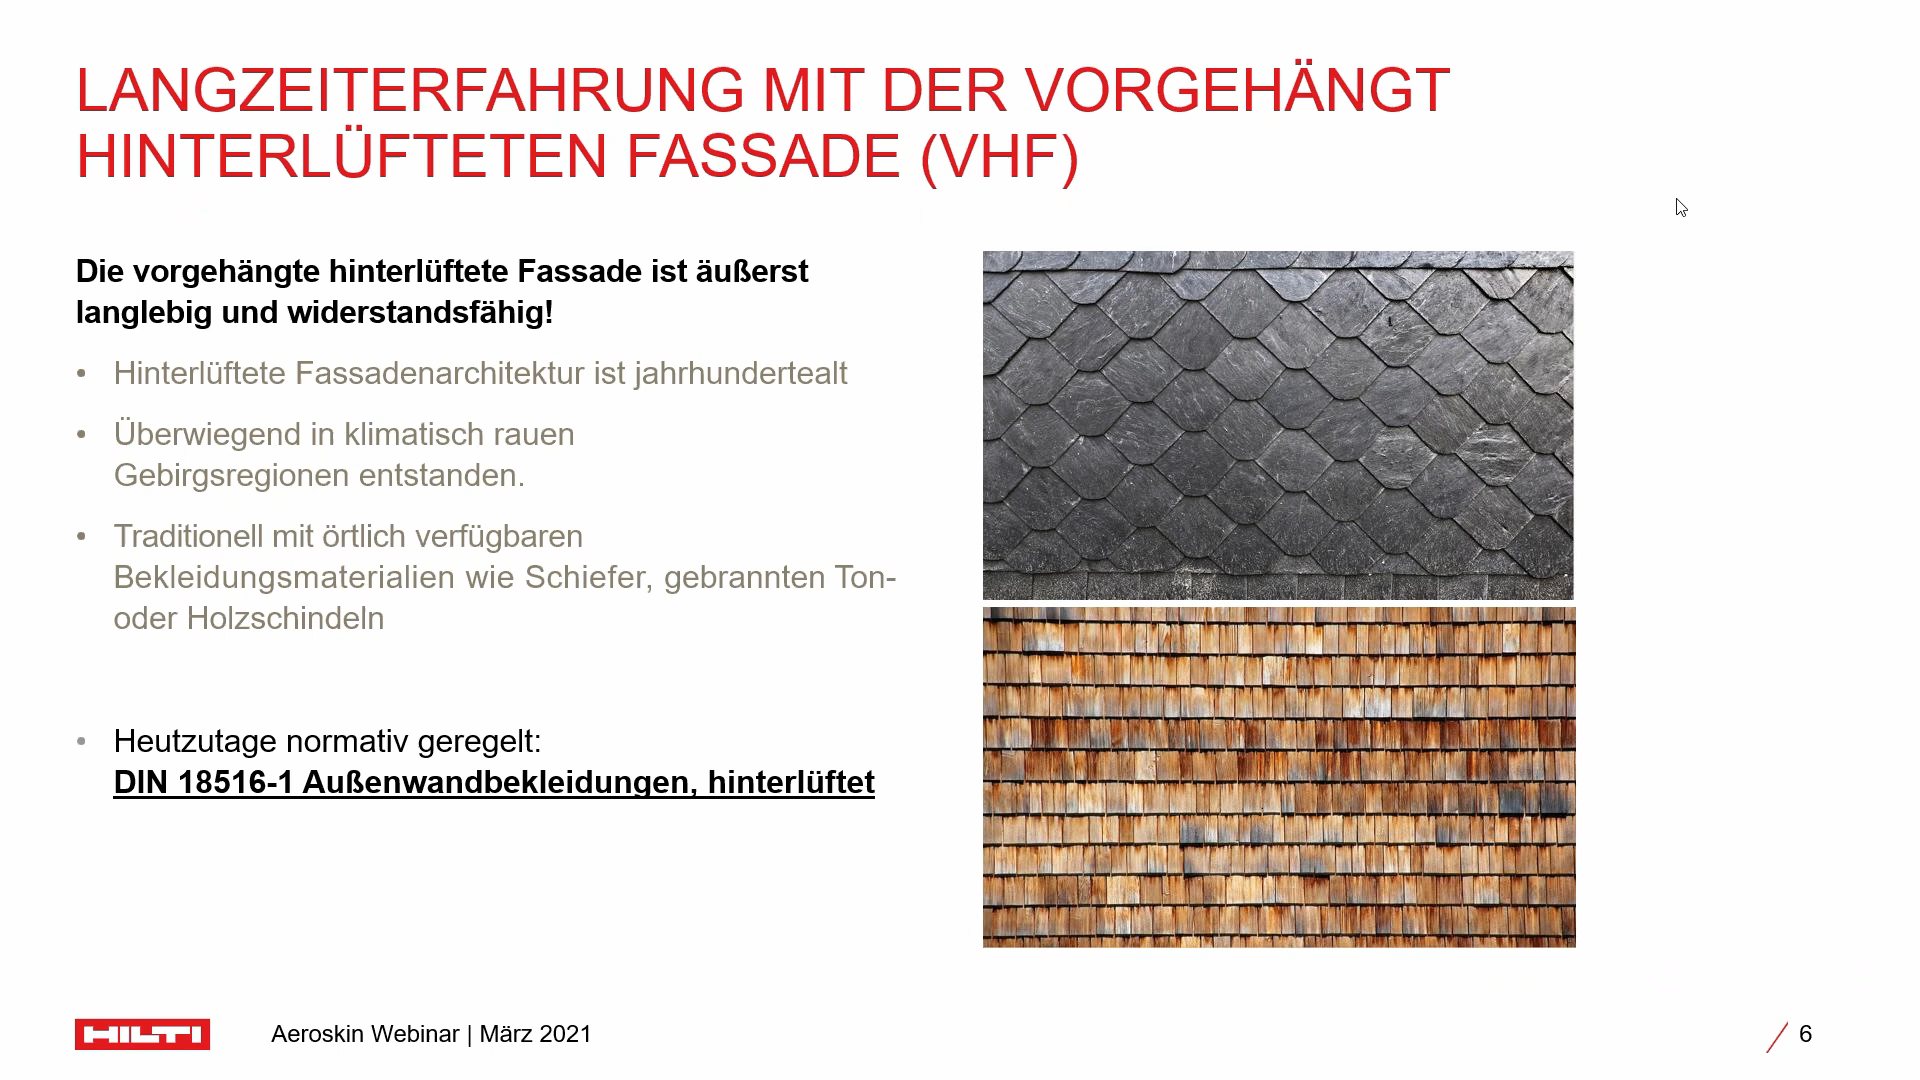 LANGZEITERFAHRUNG MIT DER VORGEHÄNGT
HINTERLÜFTETEN FASSADE (VHF)
Die vorgehängte hinterlüftete Fassade ist äußerst
langlebig und widerstandsfähig!
• Hinterlüftete Fassadenarchitektur ist jahrhundertealt
• Überwiegend in klimatisch rauen
Gebirgsregionen entstanden.
• Traditionell mit örtlich verfügbaren
Bekleidungsmaterialien wie Schiefer, gebrannten Ton-
oder Holzschindeln
• Heutzutage normativ geregelt:
DIN 18516-1 Außenwandbekleidungen, hinterlüftet
HILTI
Aeroskin Webinar | März 2021
6